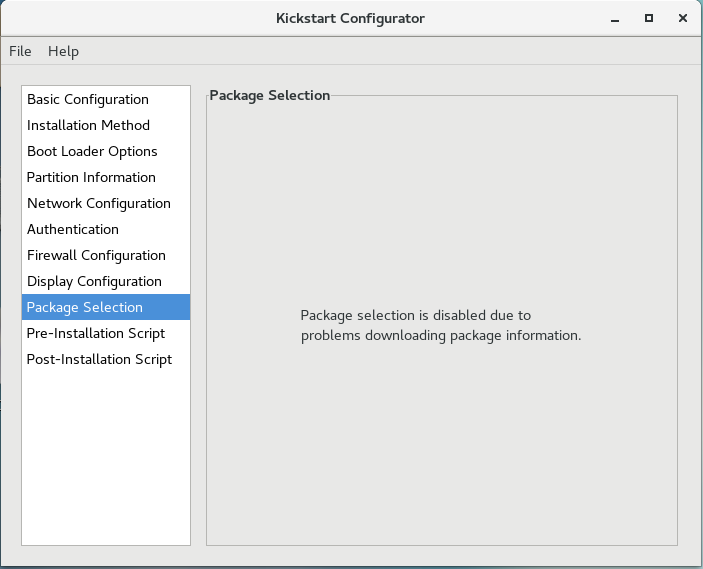 Kickstart Configurator
File Help
Basic Configuration
Installation Method
Boot Loader Options
Partition Information
Network Configuration
Authentication
Firewall Configuration
Display Configuration
Package Selection
Pre-Installation Script
Post-Installation Script
Package Selection
Package selection is disabled due to
problems downloading package information.